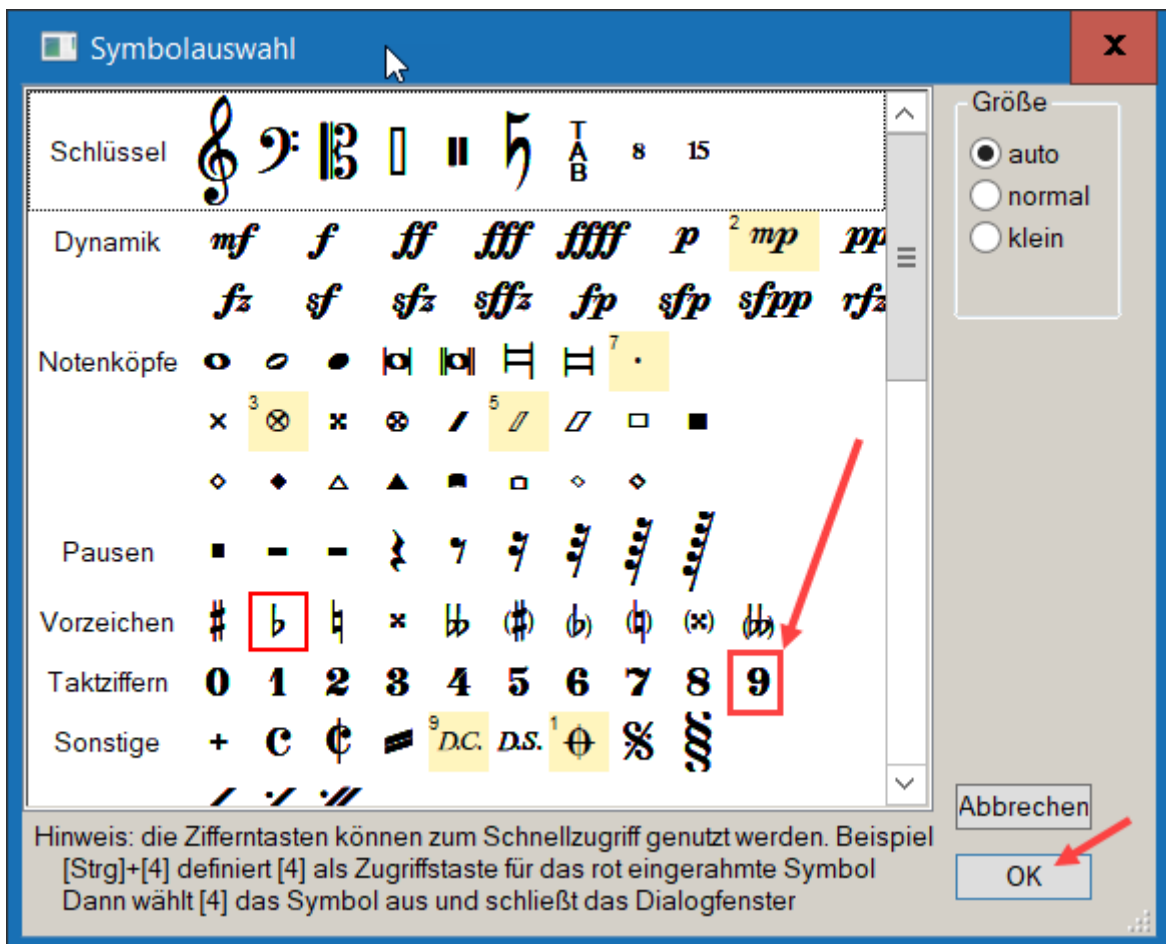 Symbolauswahl x
Größe
auto
normal
klein
Schlüssel T A B 8 15
Dynamik mf f ff fff ffff p 2 mp pp
fz sf sfz sffz fp sfp sfpp rfz
Notenköpfe 7
3 5
Pausen
Vorzeichen
Taktziffern 0 1 2 3 4 5 6 7 8 9
Sonstige + C 9 D.C. D.S. 1
Abbrechen
OK
Hinweis: die Zifferntasten können zum Schnellzugriff genutzt werden. Beispiel
[Strg]+[4] definiert [4] als Zugriffstaste für das rot eingerahmte Symbol
Dann wählt [4] das Symbol aus und schließt das Dialogfenster